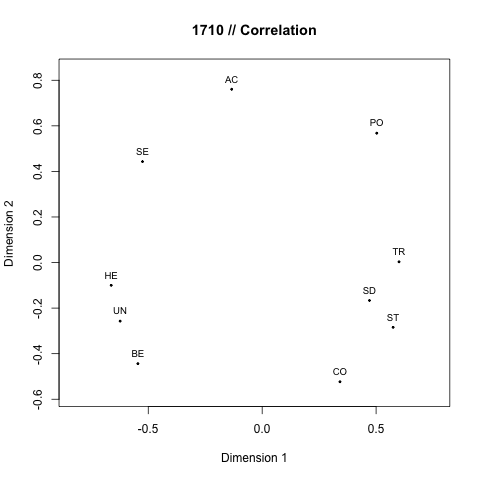 1710 // Correlation
AC
PO
SE
TR
HE
SD
UN
ST
BE
CO
0.8
0.6
0.4
0.2
0.0
-0.2
-0.4
-0.6
Dimension 2
-0.5
0.0
0.5
Dimension 1